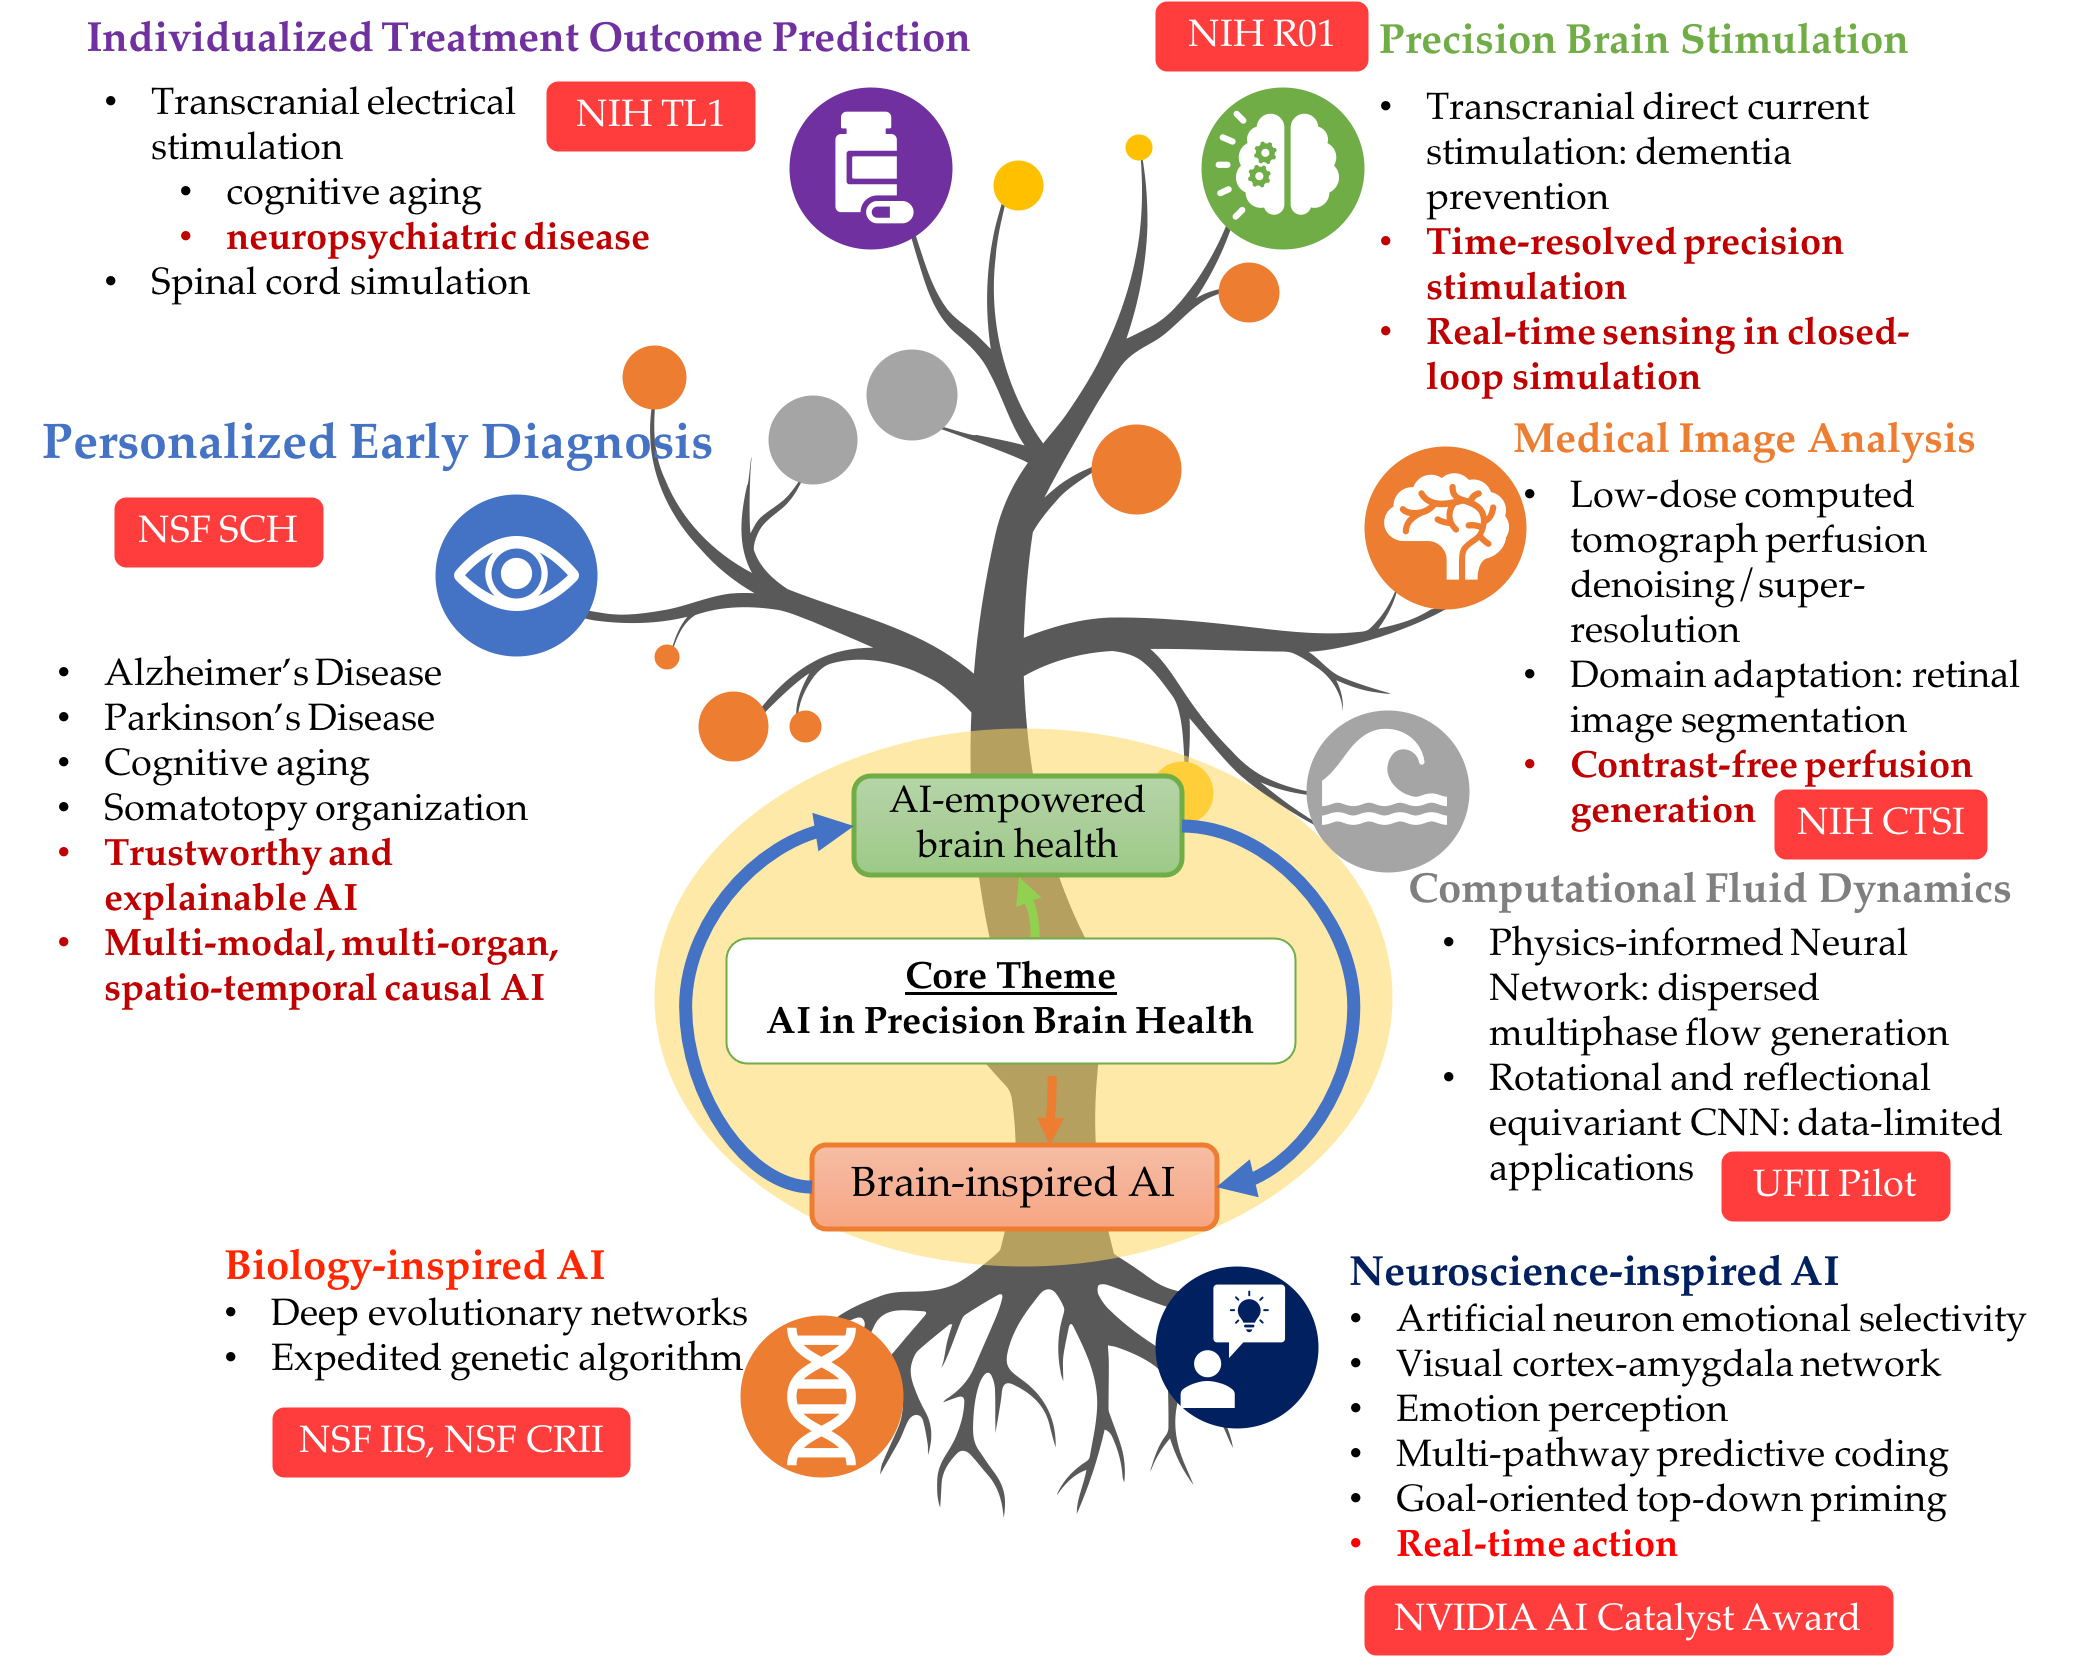 Individualized Treatment Outcome Prediction
• Transcranial electrical
stimulation
• cognitive aging
• neuropsychiatric disease
• Spinal cord simulation
NIH TL1
NIH R01
Precision Brain Stimulation
• Transcranial direct current
stimulation: dementia
prevention
• Time-resolved precision
stimulation
• Real-time sensing in closed-
loop simulation
Personalized Early Diagnosis
NSF SCH
• Alzheimer's Disease
• Parkinson's Disease
• Cognitive aging
• Somatotopy organization
• Trustworthy and
explainable AI
• Multi-modal, multi-organ,
spatio-temporal causal AI
Medical Image Analysis
• Low-dose computed
tomograph perfusion
denoising/super-
resolution
• Domain adaptation: retinal
image segmentation
• Contrast-free perfusion
generation
NIH CTSI
AI-empowered
brain health
Core Theme
AI in Precision Brain Health
Brain-inspired AI
Computational Fluid Dynamics
• Physics-informed Neural
Network: dispersed
multiphase flow generation
• Rotational and reflectional
equivariant CNN: data-limited
applications
UFII Pilot
Biology-inspired AI
• Deep evolutionary networks
• Expedited genetic algorithm
NSF IIS, NSF CRII
Neuroscience-inspired AI
• Artificial neuron emotional selectivity
• Visual cortex-amygdala network
• Emotion perception
• Multi-pathway predictive coding
• Goal-oriented top-down priming
• Real-time action
NVIDIA AI Catalyst Award